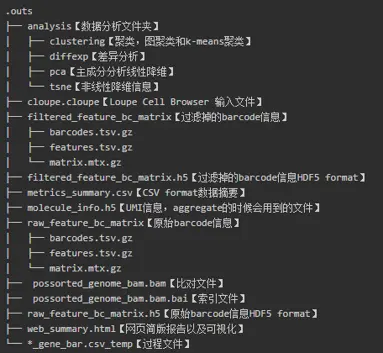 .outs
├── analysis【数据分析文件夹】
│   ├── clustering【聚类，图聚类和k-means聚类】
│   ├── diffexp【差异分析】
│   ├── pca【主成分分析线性降维】
│   └── tsne【非线性降维信息】
├── cloupe.cloupe【Loupe Cell Browser 输入文件】
├── filtered_feature_bc_matrix【过滤掉的barcode信息】
│   ├── barcodes.tsv.gz
│   ├── features.tsv.gz
│   └── matrix.mtx.gz
├── filtered_feature_bc_matrix.h5【过滤掉的barcode信息HDF5 format】
├── metrics_summary.csv【CSV format数据摘要】
├── molecule_info.h5【UMI信息，aggregate的时候会用到的文件】
├── raw_feature_bc_matrix【原始barcode信息】
│   ├── barcodes.tsv.gz
│   ├── features.tsv.gz
│   └── matrix.mtx.gz
├── possorted_genome_bam.bam【比对文件】
├── possorted_genome_bam.bam.bai【索引文件】
├── raw_feature_bc_matrix.h5【原始barcode信息HDF5 format】
├── web_summary.html【网页简版报告以及可视化】
└── *_gene_bar.csv_temp【过程文件】